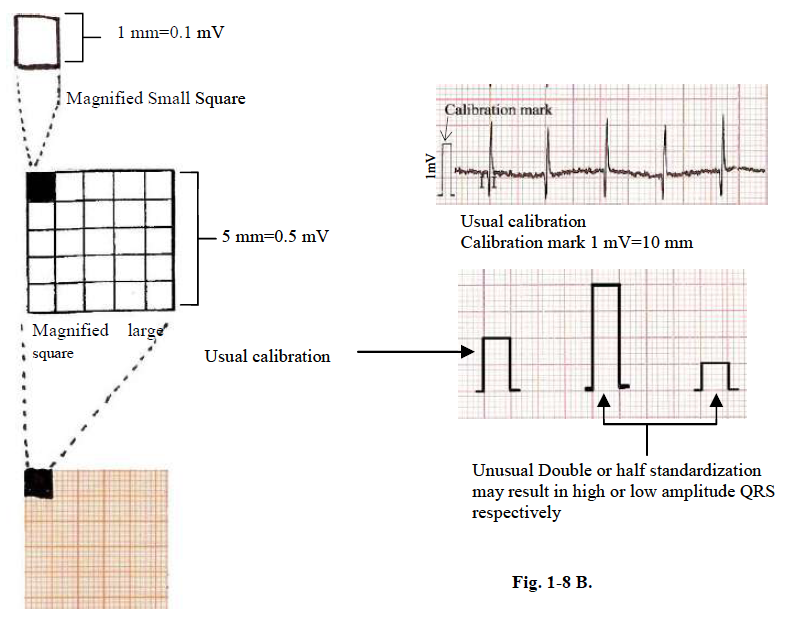 1 mm=0.1 mV
Magnified Small Square
5 mm=0.5 mV
Magnified large
square
Calibration mark
1mV
Usual calibration
Calibration mark 1 mV=10 mm
Usual calibration
Unusual Double or half standardization
may result in high or low amplitude QRS
respectively
Fig. 1-8 B.